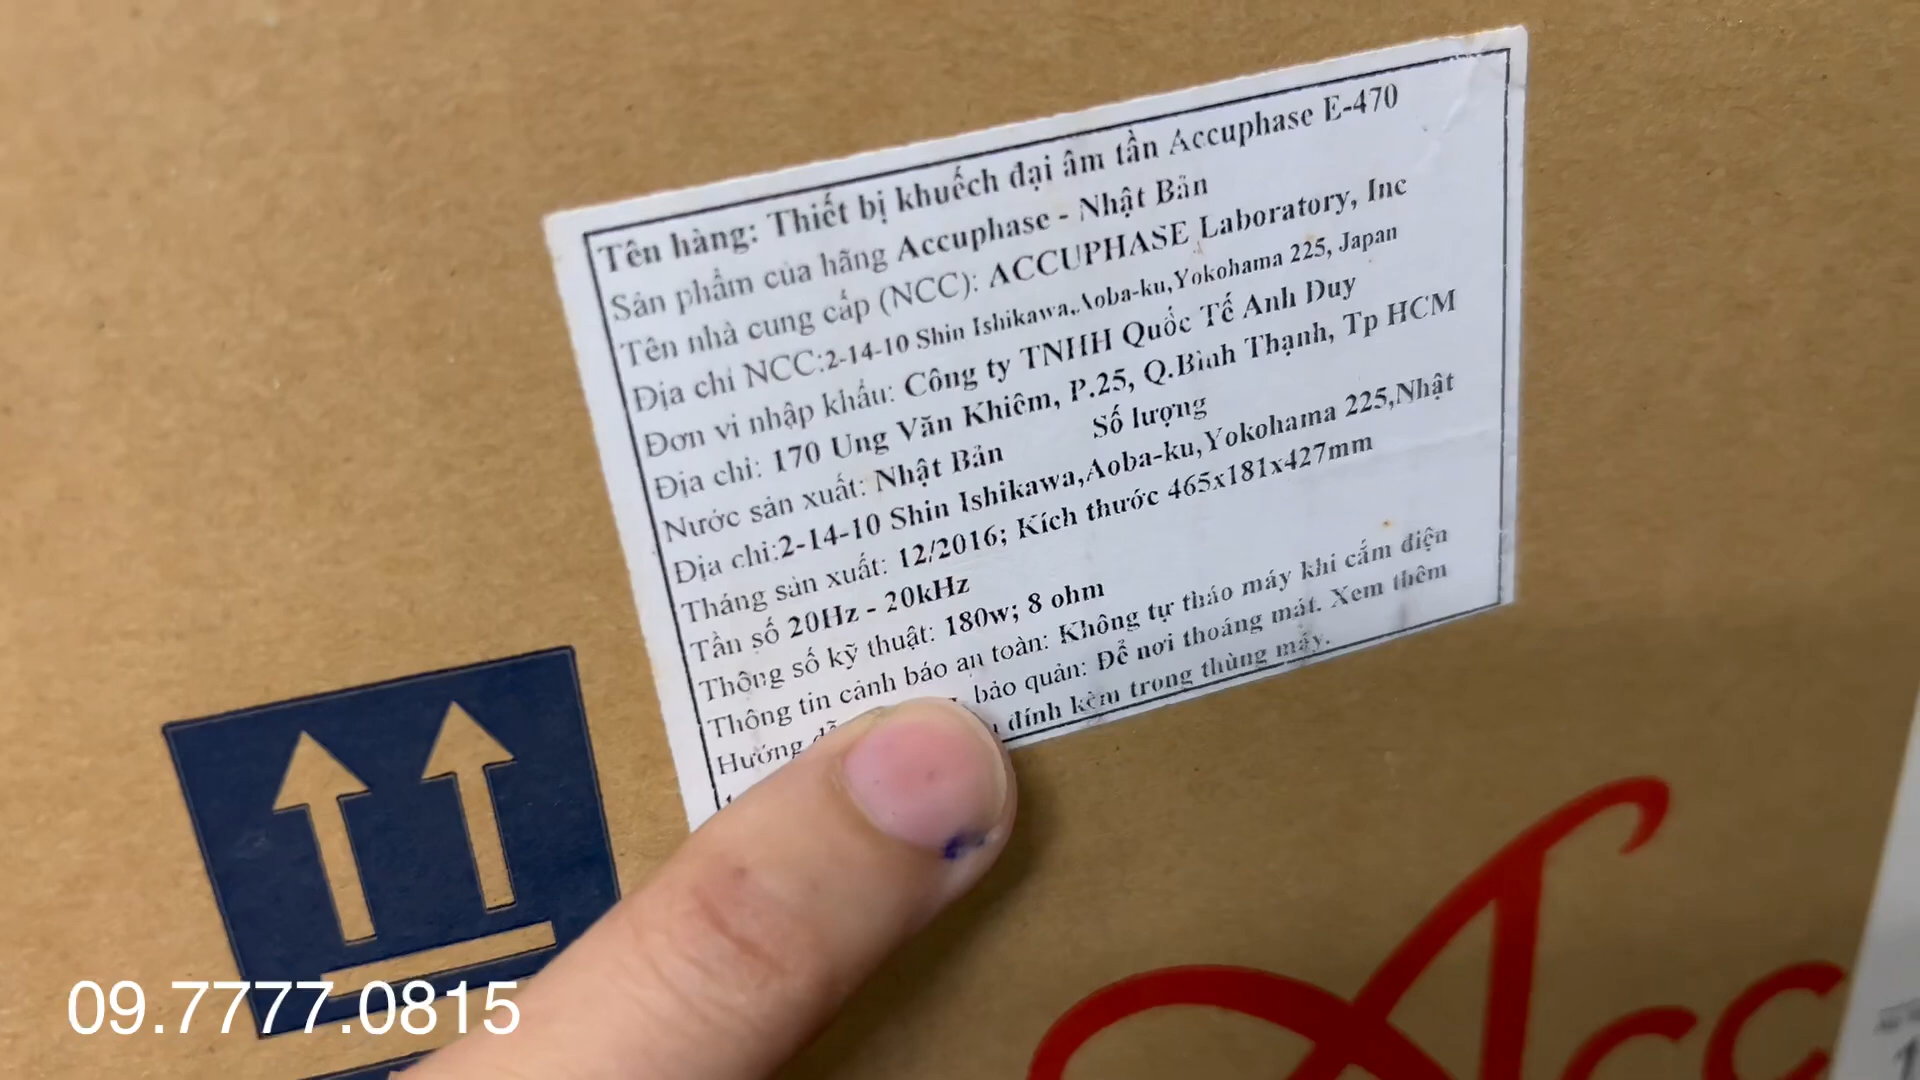 Tên hàng: Thiết bị khuếch đại âm tần Accuphase E-470
Sản phẩm của hãng Accuphase - Nhật Bản
Tên nhà cung cấp (NCC): ACCUPHASE Laboratory, Inc
Địa chỉ NCC:2-14-10 Shin Ishikawa,Aoba-ku,Yokohama 225, Japan
Đơn vi nhập khẩu: Công ty TNHH Quốc Tế Anh Duy
Địa chỉ: 170 Ung Văn Khiêm, P.25, Q.Bình Thạnh, Tp HCM
Nước sản xuất: Nhật Bản Số lượng
Địa chỉ:2-14-10 Shin Ishikawa,Aoba-ku,Yokohama 225,Nhật
Tháng sản xuất: 12/2016; Kích thước 465x181x427mm
Tần số 20Hz - 20kHz
Thông số kỹ thuật: 180w; 8 ohm
Thông tin cảnh báo an toàn: Không tự tháo máy khi cắm điện
Hướng bảo quản: Để nơi thoáng mát. Xem thêm
đính kèm trong thùng máy.
Acc
09.7777.0815